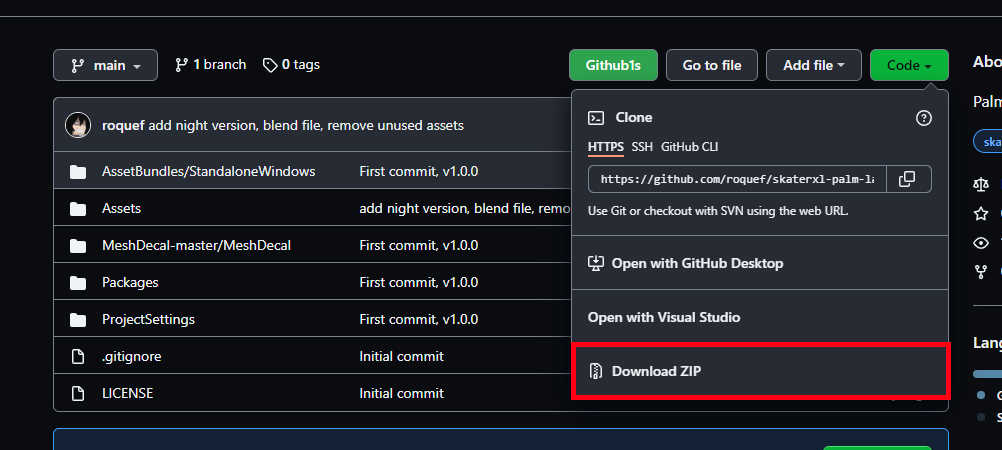 main
1 branch
0 tags
Github1s
Go to file
Add file
Code
roquef add night version, blend file, remove unused assets
AssetBundles/StandaloneWindows
First commit, v1.0.0
Assets
add night version, blend file, remo
MeshDecal-master/MeshDecal
First commit, v1.0.0
Packages
First commit, v1.0.0
ProjectSettings
First commit, v1.0.0
.gitignore
Initial commit
LICENSE
Initial commit
Clone
HTTPS SSH GitHub CLI
https://github.com/roquef/skaterxl-palm-la
Use Git or checkout with SVN using the web URL.
Open with GitHub Desktop
Open with Visual Studio
Download ZIP
Abo
Palm
ska
Lang